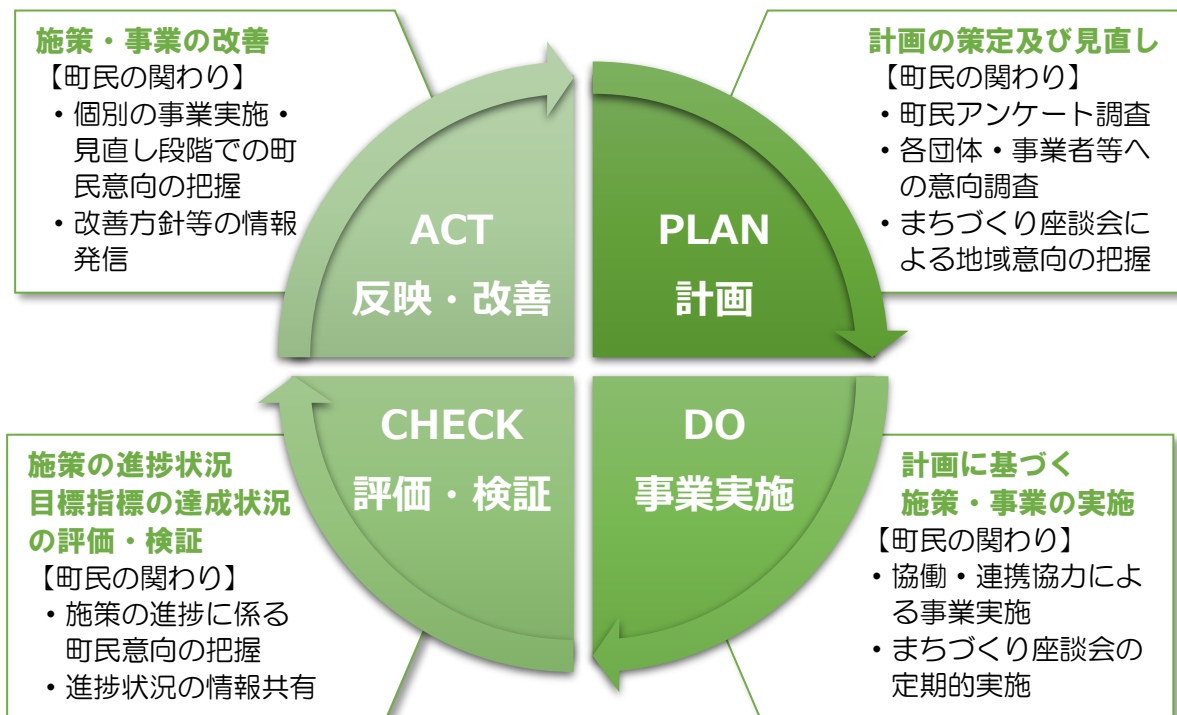 施策・事業の改善
【町民の関わり】
・個別の事業実施・
見直し段階での町
民意向の把握
・改善方針等の情報
発信
計画の策定及び見直し
【町民の関わり】
・町民アンケート調査
・各団体・事業者等へ
の意向調査
・まちづくり座談会に
よる地域意向の把握
ACT
反映・改善
PLAN
計画
CHECK
評価・検証
DO
事業実施
施策の進捗状況
目標指標の達成状況
の評価・検証
【町民の関わり】
・施策の進捗に係る
町民意向の把握
・進捗状況の情報共有
計画に基づく
施策・事業の実施
【町民の関わり】
・協働・連携協力によ
る事業実施
・まちづくり座談会の
定期的実施